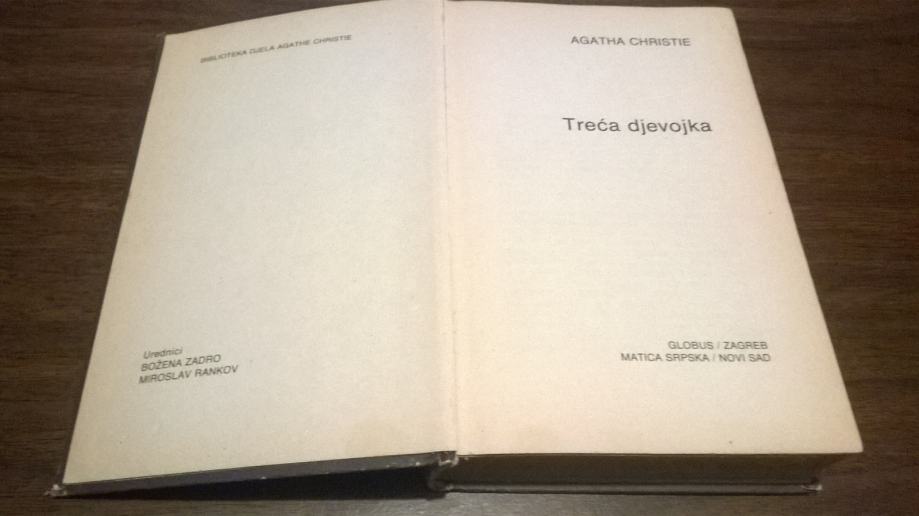 BIBLIOTEKA DJELA AGATHE CHRISTIE
Urednici
BOŽENA ZADRO
MIROSLAV RANKOV
AGATHA CHRISTIE
Treća djevojka
GLOBUS / ZAGREB
MATICA SRPSKA / NOVI SAD